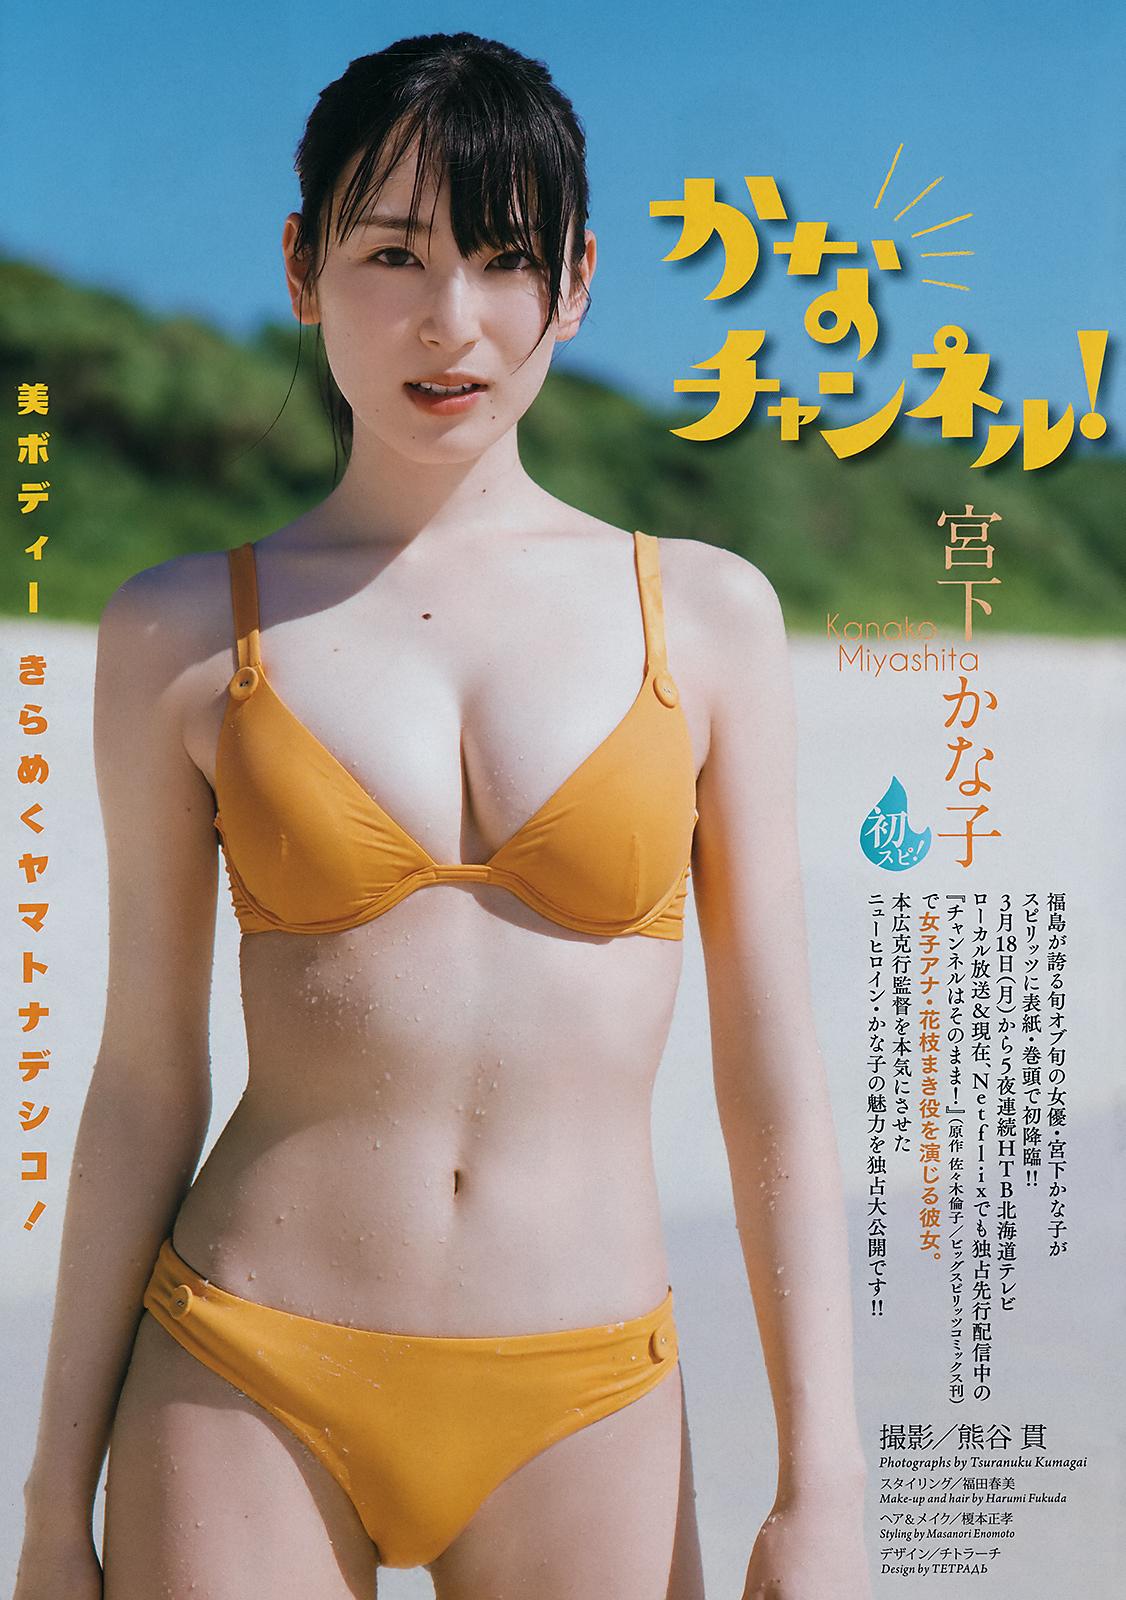 かな
チャンネル!
宮下かな子
Kanako
Miyashita
初
スピ!
美ボディーきらめくヤマトナデシコ!
福島が誇る旬オブ旬の女優・宮下かな子が
スピリッツに表紙・巻頭で初降臨!!
3月18日(月)から5夜連続HTB北海道テレビ
ローカル放送&現在、Netflixでも独占先行配信中の
『チャンネルはそのまま!』(原作 佐々木倫子/ビッグスピリッツコミックス刊)
で女子アナ・花枝まき役を演じる彼女。
本広克行監督を本気にさせた
ニューヒロイン・かな子の魅力を独占大公開です!!
撮影/熊谷 貫
Photographs by Tsuranuku Kumagai
スタイリング/福田春美
Make-up and hair by Harumi Fukuda
ヘア&メイク/榎本正孝
Styling by Masanori Enomoto
デザイン/チトラーチ
Design by ТЕТРАДЬ